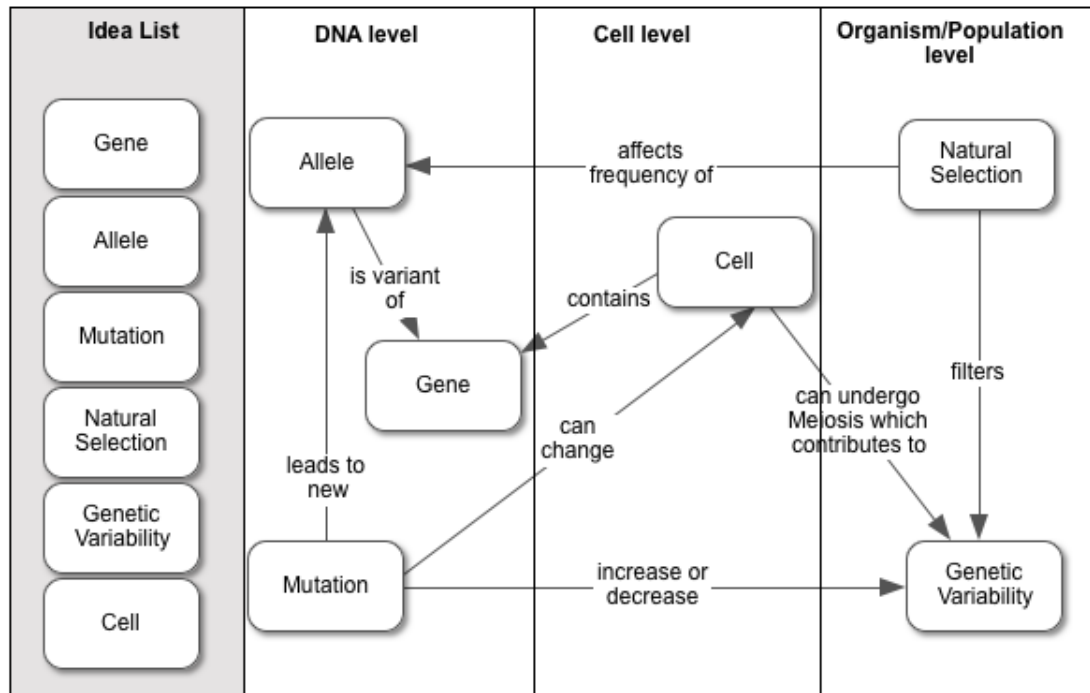 Idea List
Gene
Allele
Mutation
Natural
Selection
Genetic
Variability
Cell
DNA level
Cell level
Organism/Population
level
Allele
affects
frequency of
Natural
Selection
Cell
is variant
of
contains
Gene
filters
can undergo
Meiosis which
contributes to
can
change
leads to
new
Mutation
increase or
decrease
Genetic
Variability